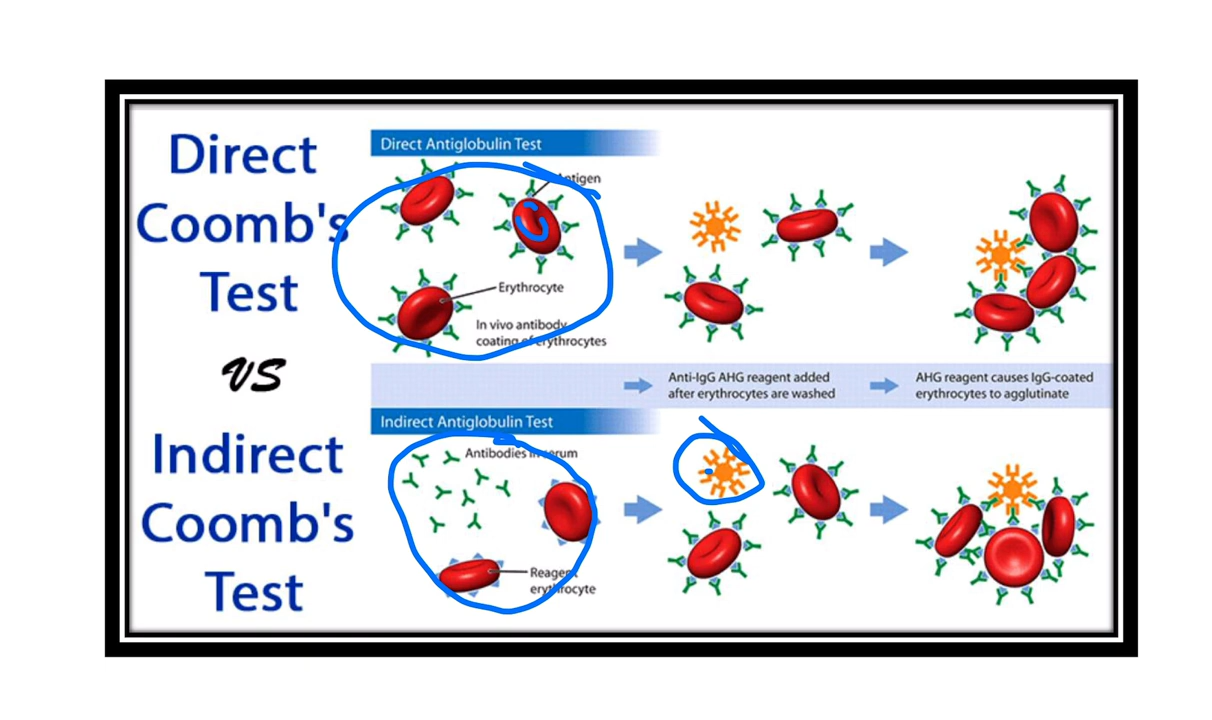 Direct
Coomb's
Test
vs
Indirect
Coomb's
Test
Direct Antiglobulin Test
Antigen
Erythrocyte
In vivo antibody
coating of erythrocytes
Anti-IgG AHG reagent added
after erythrocytes are washed
AHG reagent causes IgG-coated
erythrocytes to agglutinate
Indirect Antiglobulin Test
Antibodies in serum
Reagent
erythrocyte